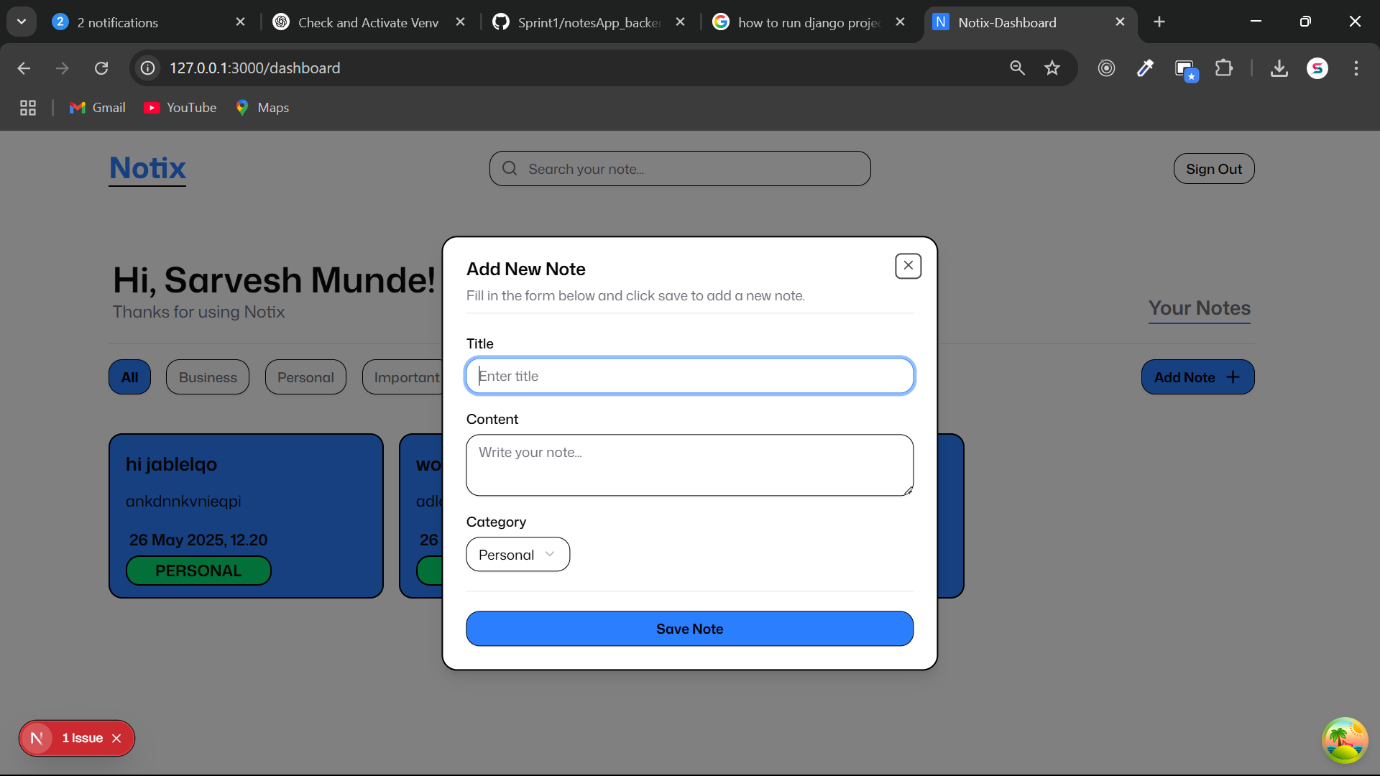 2 2 notifications
Check and Activate Venv
Sprint1/notesApp_backe
how to run django proje
N Notix-Dashboard
127.0.0.1:3000/dashboard
S
Gmail
YouTube
Maps
Notix
Search your note...
Sign Out
Hi, Sarvesh Munde!
Thanks for using Notix
Your Notes
All
Business
Personal
Important
Add Note +
hi jablelqo
ankdnnkvnieqpi
26 May 2025, 12.20
PERSONAL
wo
adl
26
Add New Note
Fill in the form below and click save to add a new note.
Title
Enter title
Content
Write your note...
Category
Personal
Save Note
N 1 Issue